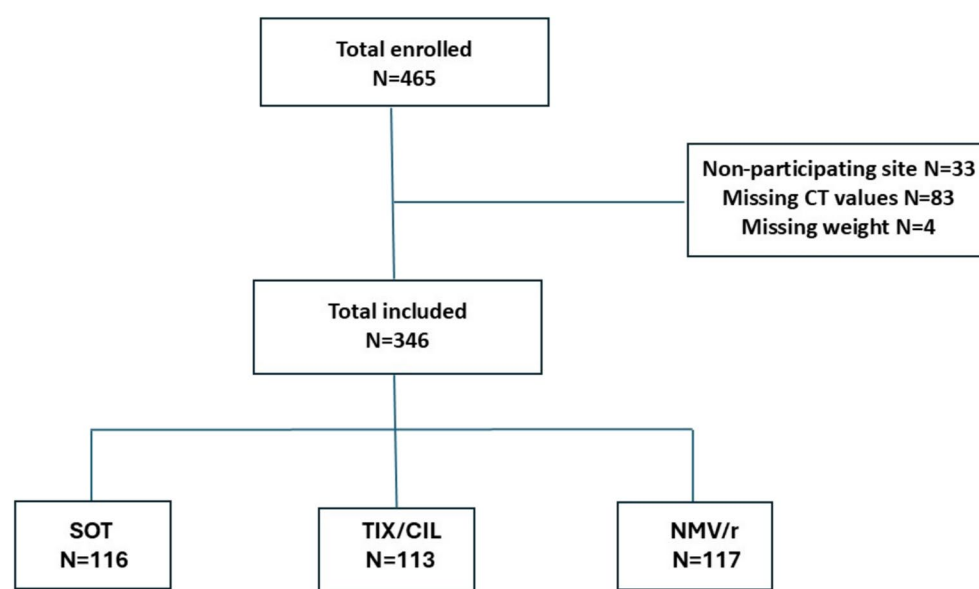 Total enrolled
N=465
Non-participating site N=33
Missing CT values N=83
Missing weight N=4
Total included
N=346
SOT
N=116
TIX/CIL
N=113
NMV/r
N=117